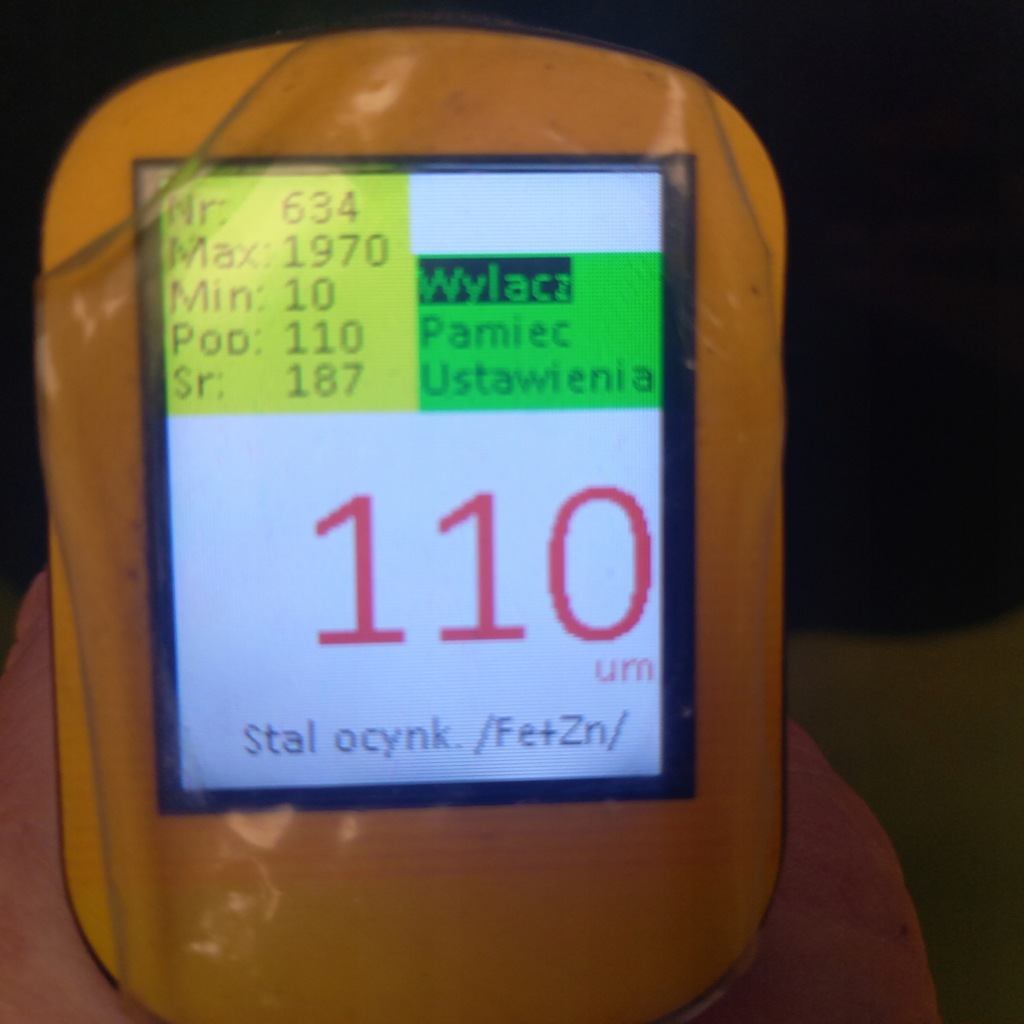 Nr: 634
Max: 1970
Min: 10
Pop: 110
Sr: 187
Wylacz
Pamiec
Ustawienia
110
um
Stal ocynk. /Fe+Zn/